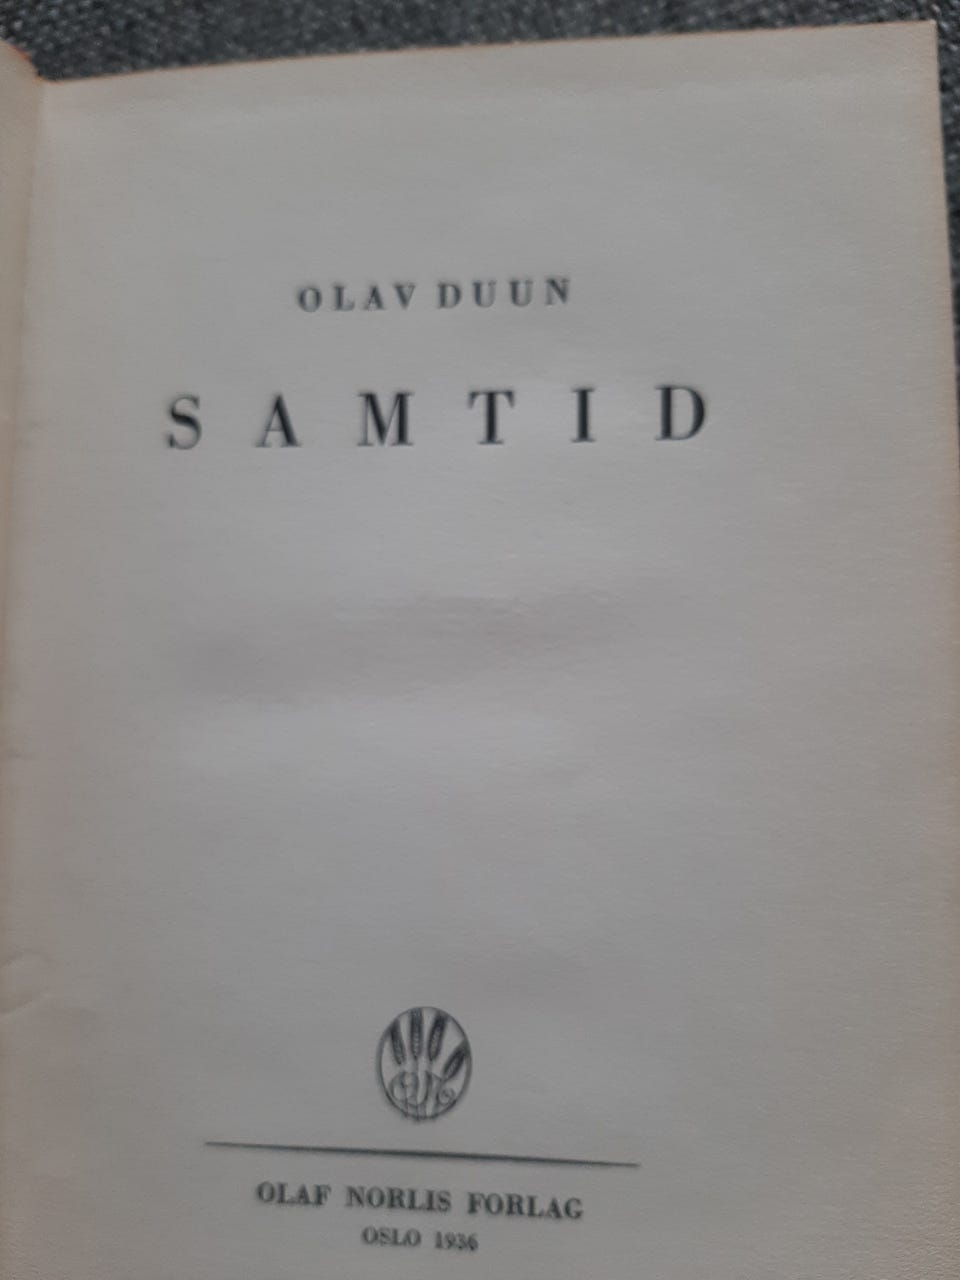 OLAV DUUN
SAMTID
OLAF NORLIS FORLAG
OSLO 1936